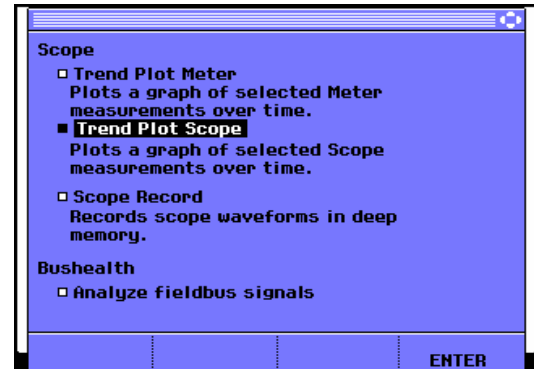 Scope
Trend Plot Meter
Plots a graph of selected Meter
measurements over time.
Trend Plot Scope
Plots a graph of selected Scope
measurements over time.
Scope Record
Records scope waveforms in deep
memory.
Bushealth
Analyze fieldbus signals
ENTER